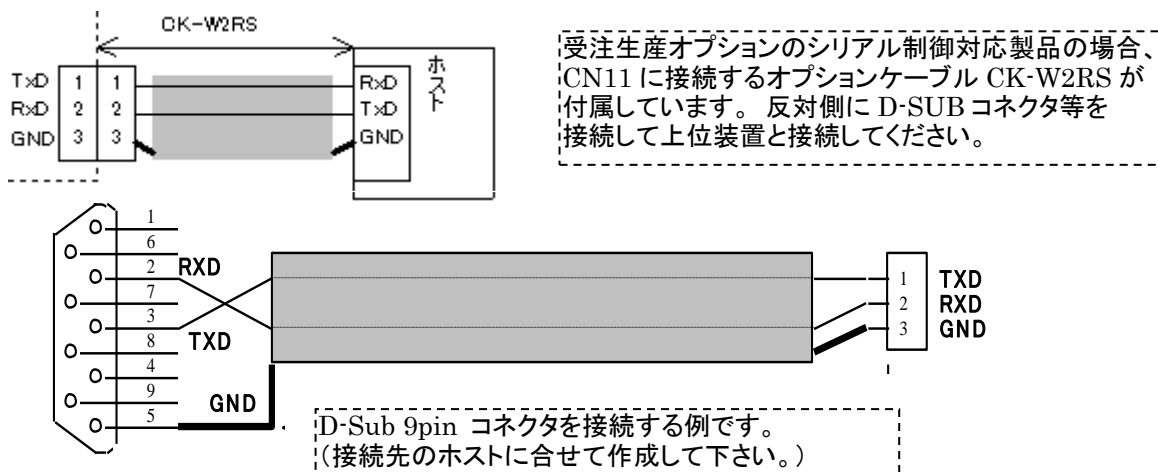 CK-W2RS
TxD 1 1 RxD
RxD 2 2 TxD
GND 3 3 GND
ホスト
受注生産オプションのシリアル制御対応製品の場合、
CN11 に接続するオプションケーブル CK-W2RS が
付属しています。 反対側に D-SUB コネクタ等を
接続して上位装置と接続してください。
1
6
2 RXD
7
3
8 TXD
4
9
5 GND
1 TXD
2 RXD
3 GND
D-Sub 9pin コネクタを接続する例です。
(接続先のホストに合せて作成して下さい。)